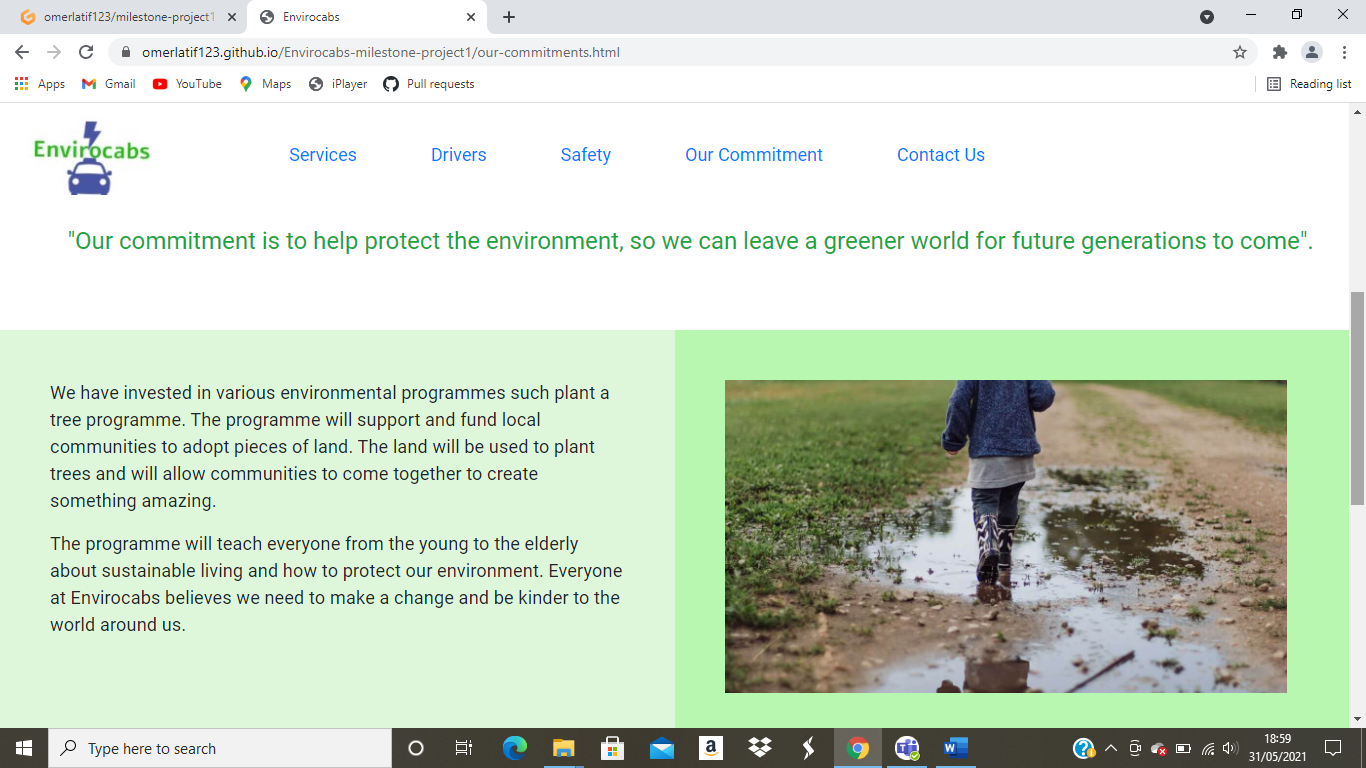 omerlatif123/milestone-project1
Envirocabs
omerlatif123.github.io/Envirocabs-milestone-project1/our-commitments.html
Apps
Gmail
YouTube
Maps
iPlayer
Pull requests
Reading list
Envirocabs
Services
Drivers
Safety
Our Commitment
Contact Us
"Our commitment is to help protect the environment, so we can leave a greener world for future generations to come".
We have invested in various environmental programmes such plant a
tree programme. The programme will support and fund local
communities to adopt pieces of land. The land will be used to plant
trees and will allow communities to come together to create
something amazing.
The programme will teach everyone from the young to the elderly
about sustainable living and how to protect our environment. Everyone
at Envirocabs believes we need to make a change and be kinder to the
world around us.
Type here to search
18:59
31/05/2021